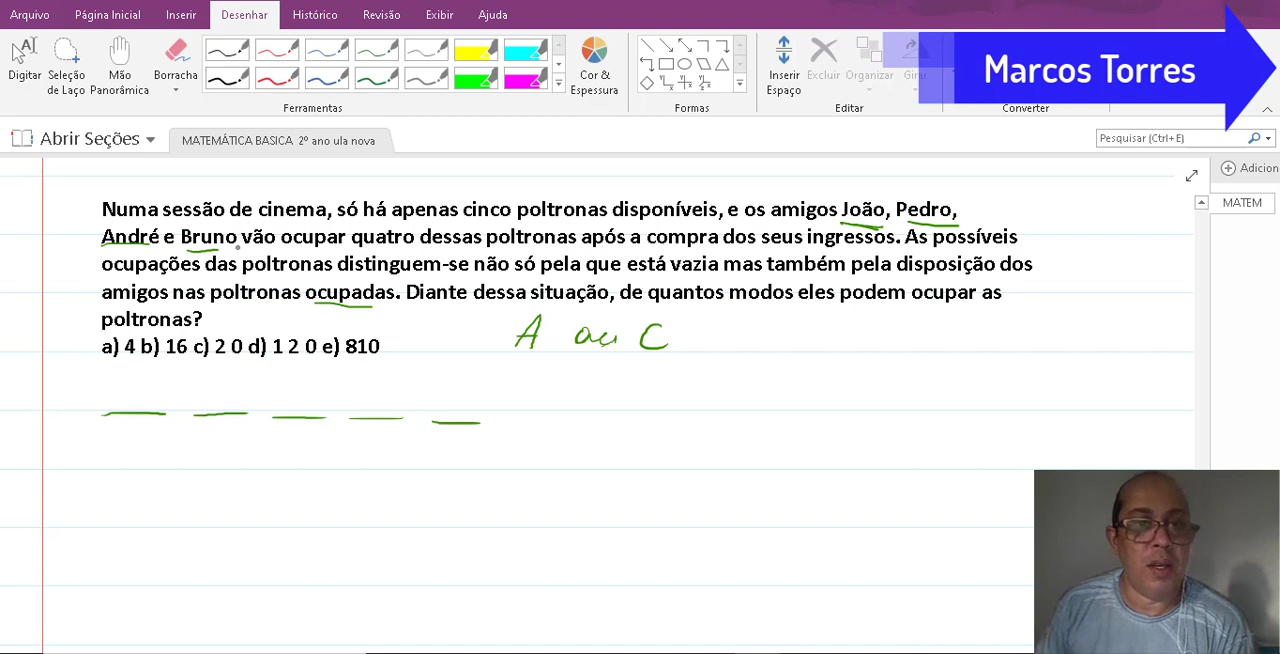 Arquivo Página Inicial Inserir Desenhar Histórico Revisão Exibir Ajuda
Marcos Torres
Digitar Seleção de Laço Mão Panorâmica Borracha Cor & Espessura Inserir Espaço Excluir Organizar Girar
Ferramentas Formas Editar Converter
Abrir Seções MATEMÁTICA BASICA 2º ano ula nova Pesquisar (Ctrl+E)
Adicion
MATEM
Numa sessão de cinema, só há apenas cinco poltronas disponíveis, e os amigos João, Pedro,
André e Bruno vão ocupar quatro dessas poltronas após a compra dos seus ingressos. As possíveis
ocupações das poltronas distinguem-se não só pela que está vazia mas também pela disposição dos
amigos nas poltronas ocupadas. Diante dessa situação, de quantos modos eles podem ocupar as
poltronas?
a) 4 b) 16 c) 2 0 d) 1 2 0 e) 810
A ou C